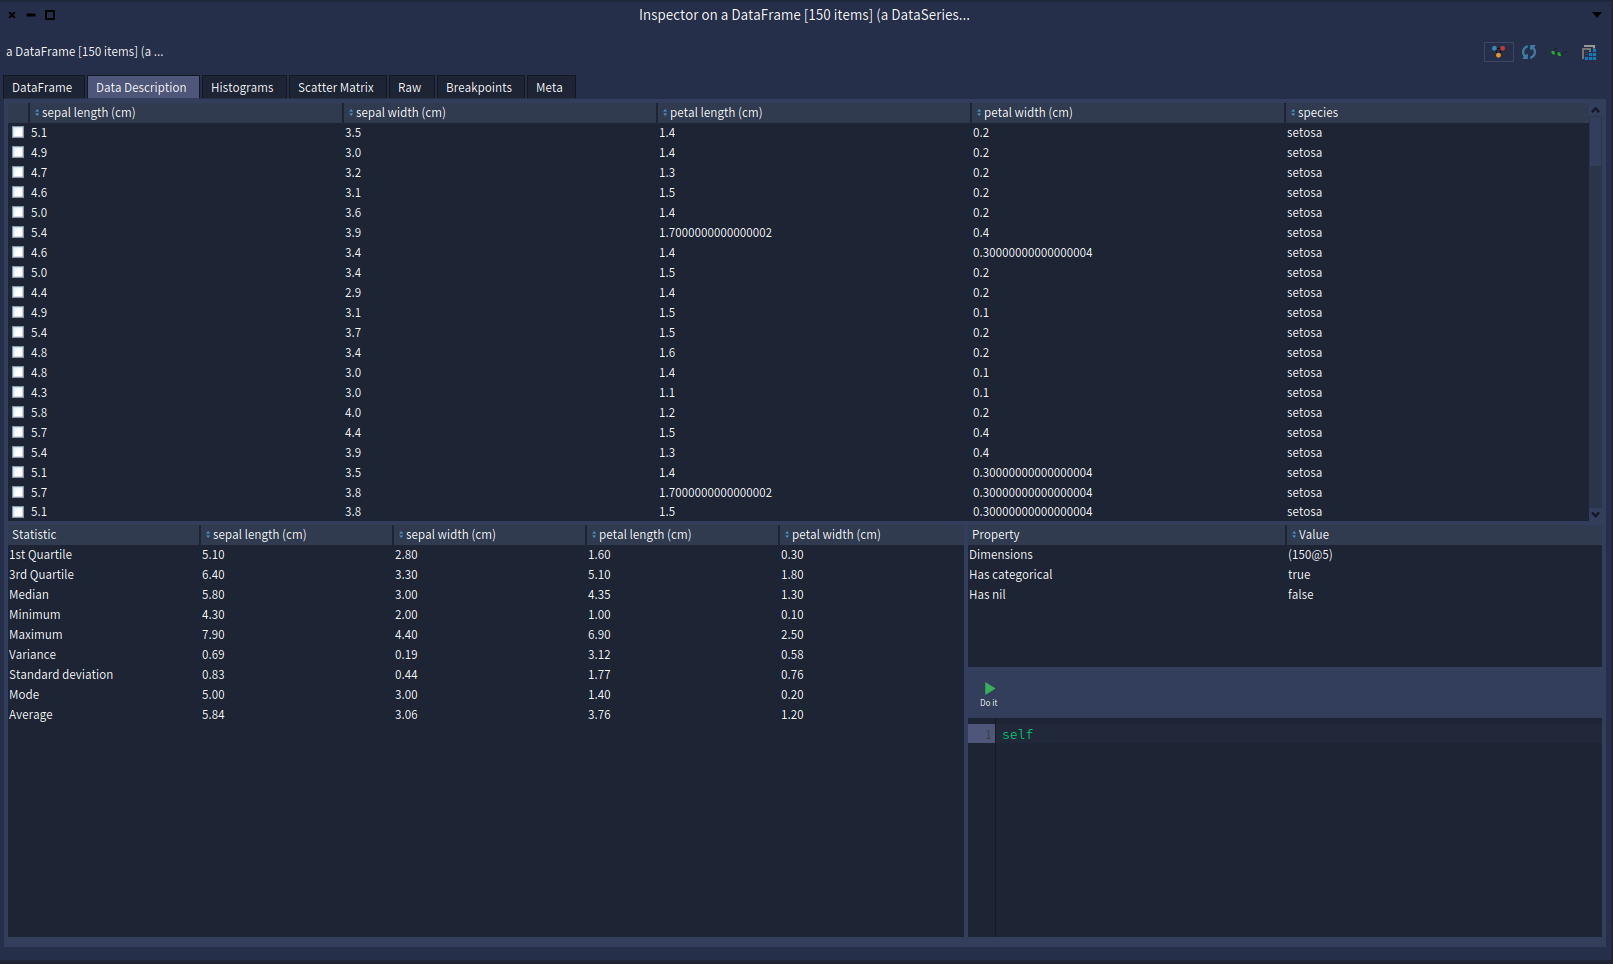 Inspector on a DataFrame [150 items] (a DataSeries...
a DataFrame [150 items] (a ...
DataFrame Data Description Histograms Scatter Matrix Raw Breakpoints Meta
sepal length (cm) sepal width (cm) petal length (cm) petal width (cm) species
5.1 3.5 1.4 0.2 setosa
4.9 3.0 1.4 0.2 setosa
4.7 3.2 1.3 0.2 setosa
4.6 3.1 1.5 0.2 setosa
5.0 3.6 1.4 0.2 setosa
5.4 3.9 1.7000000000000002 0.4 setosa
4.6 3.4 1.4 0.30000000000000004 setosa
5.0 3.4 1.5 0.2 setosa
4.4 2.9 1.4 0.2 setosa
4.9 3.1 1.5 0.1 setosa
5.4 3.7 1.5 0.2 setosa
4.8 3.4 1.6 0.2 setosa
4.8 3.0 1.4 0.1 setosa
4.3 3.0 1.1 0.1 setosa
5.8 4.0 1.2 0.2 setosa
5.7 4.4 1.5 0.4 setosa
5.4 3.9 1.3 0.4 setosa
5.1 3.5 1.4 0.30000000000000004 setosa
5.7 3.8 1.7000000000000002 0.30000000000000004 setosa
5.1 3.8 1.5 0.30000000000000004 setosa
Statistic sepal length (cm) sepal width (cm) petal length (cm) petal width (cm)
1st Quartile 5.10 2.80 1.60 0.30
3rd Quartile 6.40 3.30 5.10 1.80
Median 5.80 3.00 4.35 1.30
Minimum 4.30 2.00 1.00 0.10
Maximum 7.90 4.40 6.90 2.50
Variance 0.69 0.19 3.12 0.58
Standard deviation 0.83 0.44 1.77 0.76
Mode 5.00 3.00 1.40 0.20
Average 5.84 3.06 3.76 1.20
Property Value
Dimensions (150@5)
Has categorical true
Has nil false
Do it
1 self